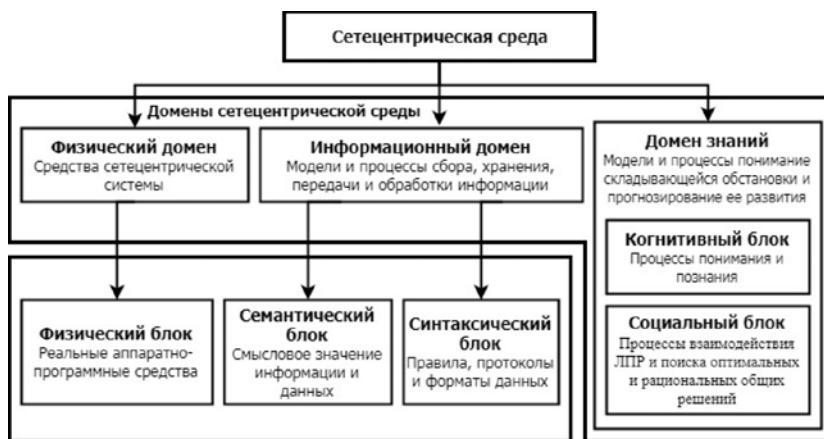 Сетецентрическая среда
Домены сетецентрической среды
Физический домен
Средства сетецентрической
системы
Информационный домен
Модели и процессы сбора, хранения,
передачи и обработки информации
Домен знаний
Модели и процессы понимание
складывающейся обстановки и
прогнозирование ее развития
Когнитивный блок
Процессы понимания и
познания
Социальный блок
Процессы взаимодействия
ЛПР и поиска оптимальных
и рациональных общих
решений
Физический блок
Реальные аппаратно-
программные средства
Семантический
блок
Смысловое значение
информации и
данных
Синтаксический
блок
Правила, протоколы
и форматы данных